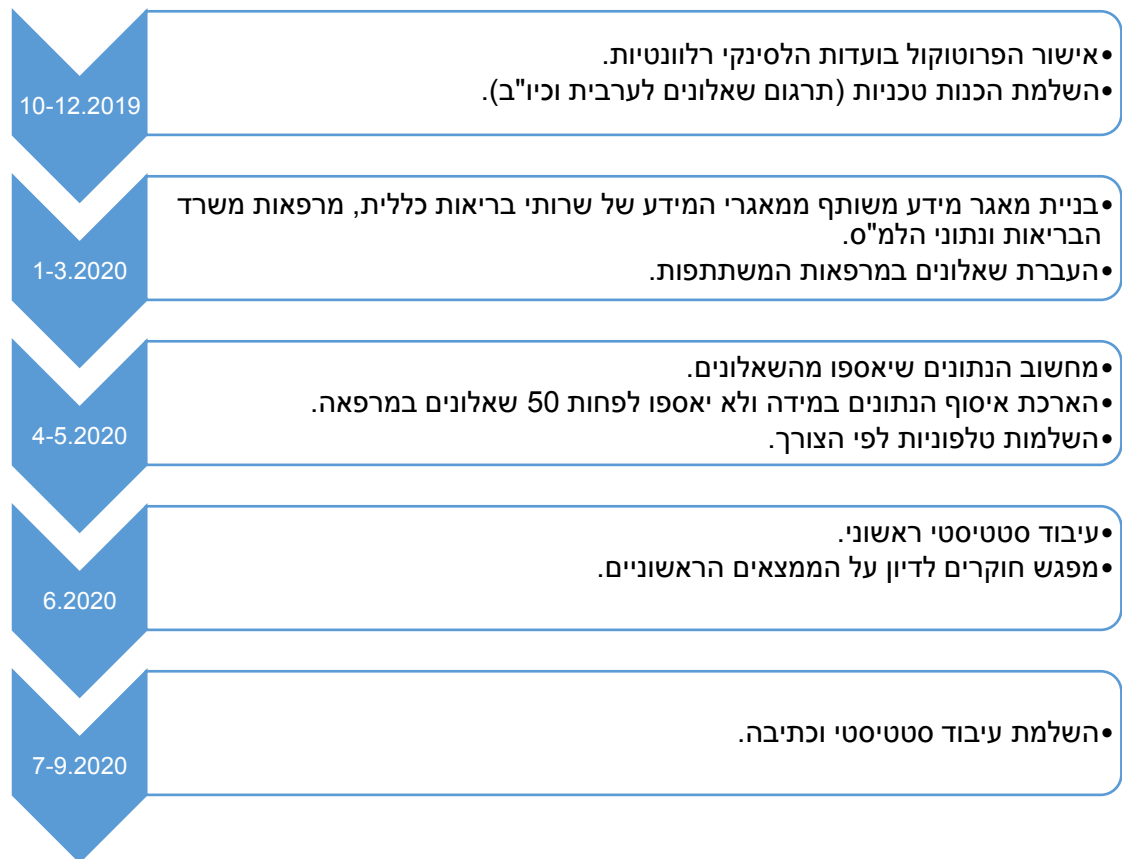 10-12.2019
•אישור הפרוטוקול בועדות הלסינקי רלוונטיות.
•השלמת הכנות טכניות (תרגום שאלונים לערבית וכיו"ב).
1-3.2020
•בניית מאגר מידע משותף ממאגרי המידע של שרותי בריאות כללית, מרפאות משרד
הבריאות ונתוני הלמ"ס.
•העברת שאלונים במרפאות המשתתפות.
4-5.2020
•מחשוב הנתונים שיאספו מהשאלונים.
•הארכת איסוף הנתונים במידה ולא יאספו לפחות 50 שאלונים במרפאה.
•השלמות טלפוניות לפי הצורך.
6.2020
•עיבוד סטטיסטי ראשוני.
•מפגש חוקרים לדיון על הממצאים הראשוניים.
7-9.2020
•השלמת עיבוד סטטיסטי וכתיבה.